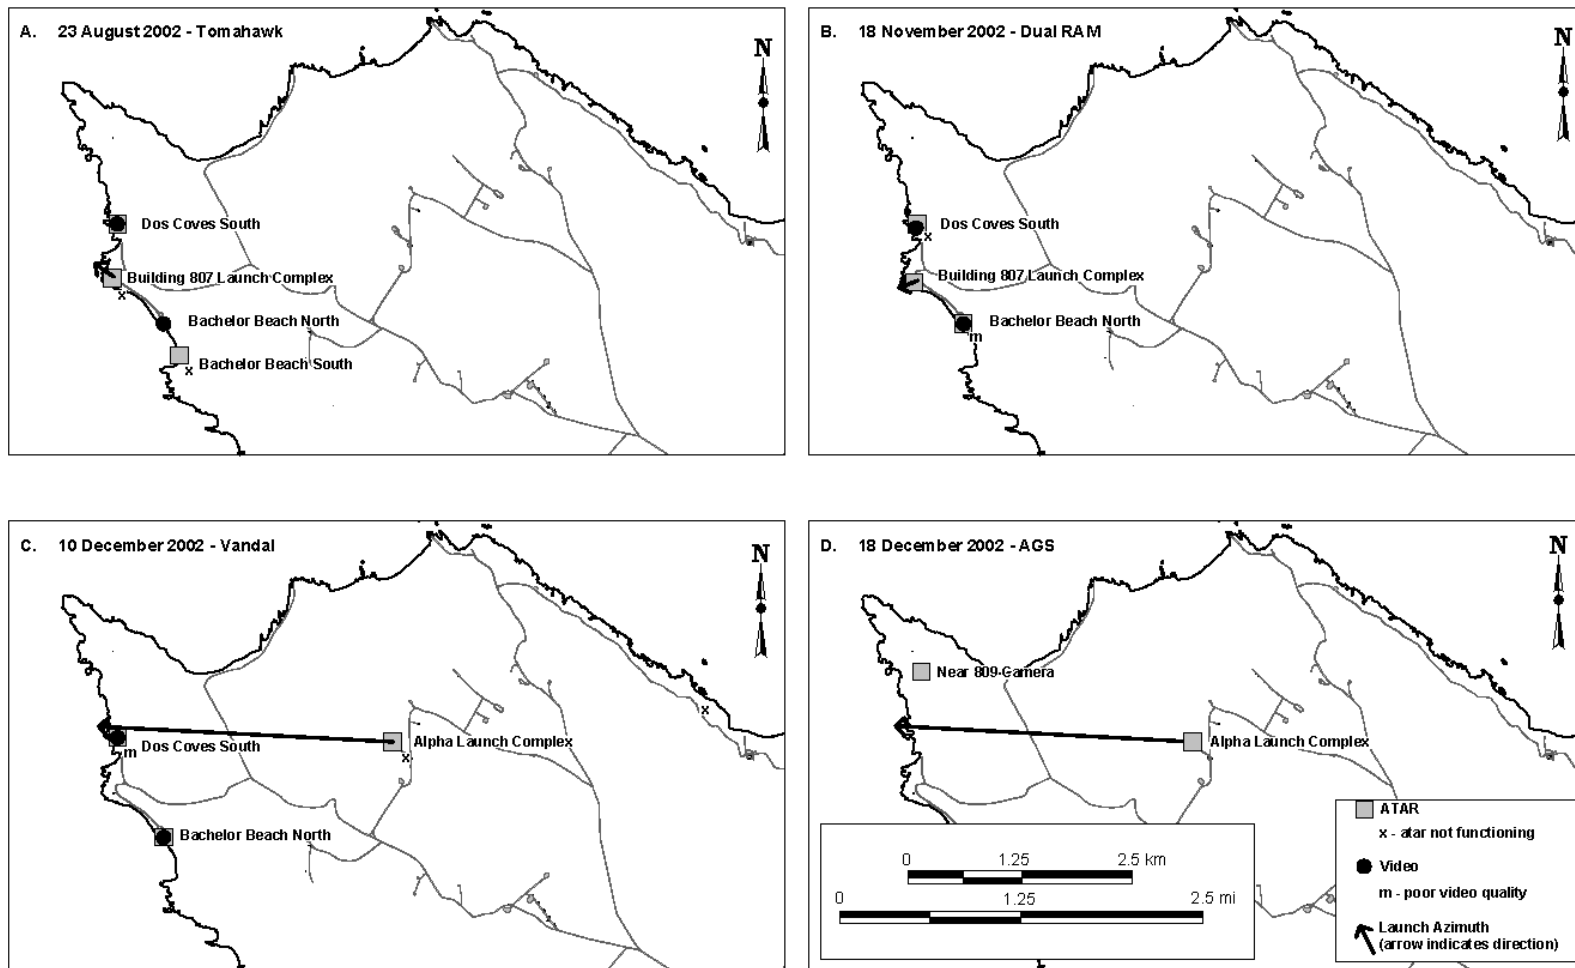 A. 23 August 2002 - Tomahawk
N
Dos Coves South
Building 807 Launch Complex
x
Bachelor Beach North
Bachelor Beach South
x
B. 18 November 2002 - Dual RAM
N
Dos Coves South
x
Building 807 Launch Complex
Bachelor Beach North
m
C. 10 December 2002 - Vandal
N
x
Dos Coves South
m
Alpha Launch Complex
x
Bachelor Beach North
D. 18 December 2002 - AGS
N
Near 809 Camera
Alpha Launch Complex
0 1.25 2.5 km
0 1.25 2.5 mi
ATAR
x - atar not functioning
Video
m - poor video quality
Launch Azimuth
(arrow indicates direction)